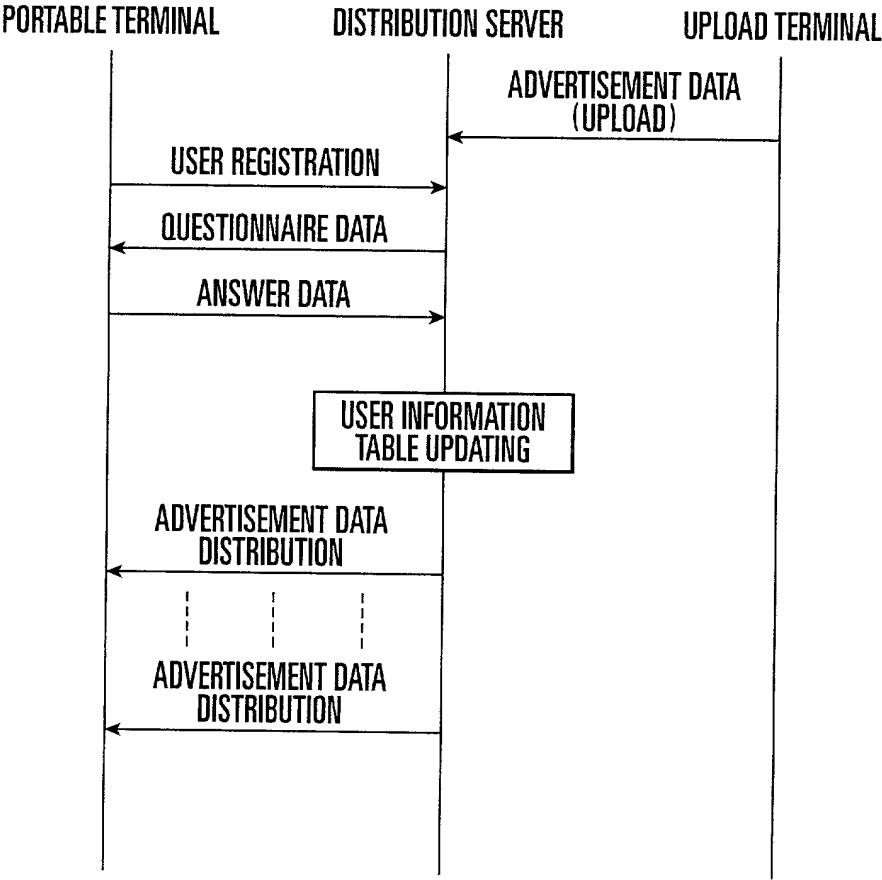 PORTABLE TERMINAL
DISTRIBUTION SERVER
UPLOAD TERMINAL
ADVERTISEMENT DATA
(UPLOAD)
USER REGISTRATION
QUESTIONNAIRE DATA
ANSWER DATA
USER INFORMATION
TABLE UPDATING
ADVERTISEMENT DATA
DISTRIBUTION
ADVERTISEMENT DATA
DISTRIBUTION